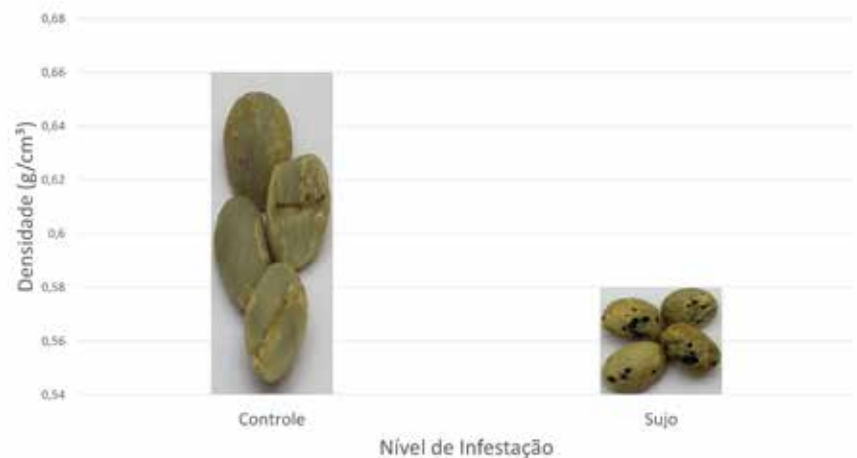 0,68
0,66
0,64
0,62
0,6
0,58
0,56
0,54
Densidade (g/cm³)
Controle
Sujo
Nível de Infestação